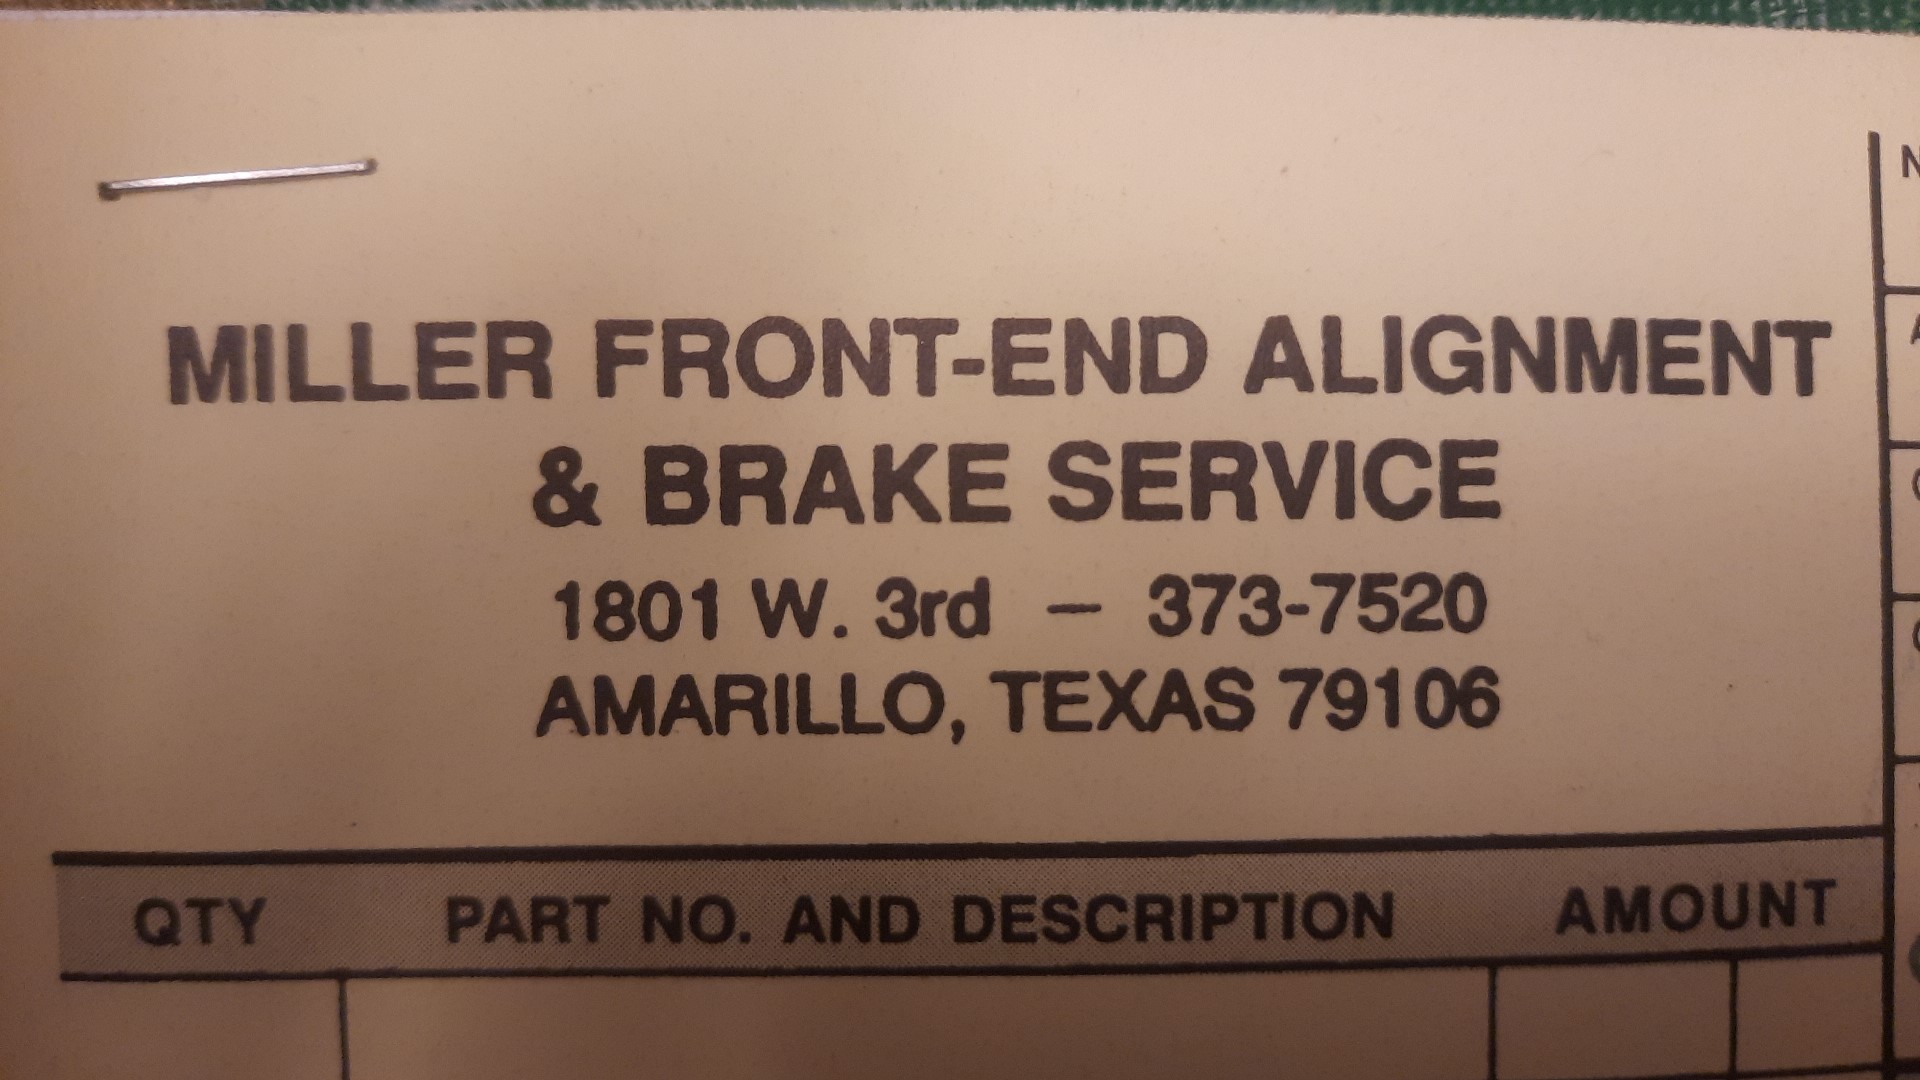 MILLER FRONT-END ALIGNMENT
& BRAKE SERVICE
1801 W. 3rd — 373-7520
AMARILLO, TEXAS 79106
QTY PART NO. AND DESCRIPTION AMOUNT